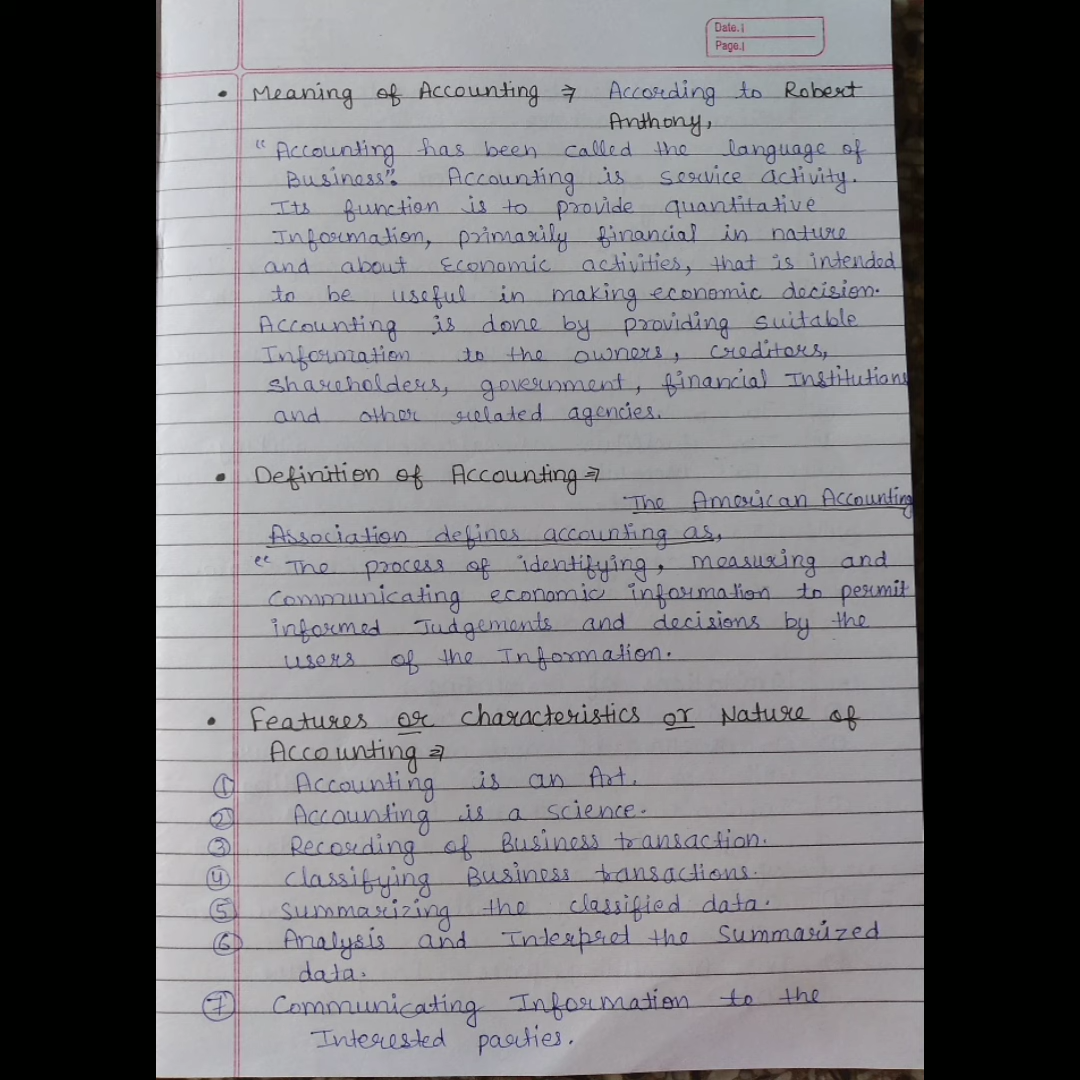 Date.
Page.
• Meaning of Accounting ⇒ According to Robert
Anthony,
“Accounting has been called the language of
Business”. Accounting is service activity.
Its function is to provide quantitative
Information, primarily financial in nature
and about Economic activities, that is intended
to be useful in making economic decision.
Accounting is done by providing suitable
Information to the owners, creditors,
shareholders, government, financial Institutions
and other related agencies.
• Definition of Accounting ⇒
The American Accounting
Association defines accounting as,
“The process of identifying, measuring and
communicating economic information to permit
informed Judgements and decisions by the
users of the Information.
• Features or characteristics or Nature of
Accounting ⇒
① Accounting is an Art.
② Accounting is a science.
③ Recording of Business transaction.
④ Classifying Business transactions.
⑤ Summarizing the classified data.
⑥ Analysis and Interpret the Summarized
data.
⑦ Communicating Information to the
Interested parties.